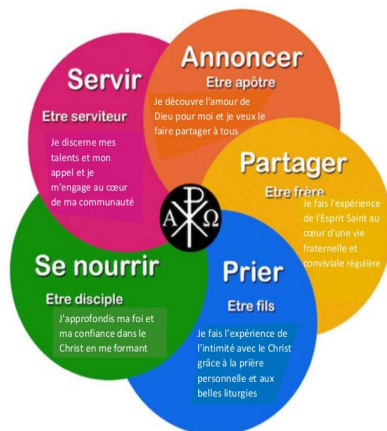 Annoncer
Etre apôtre
Je découvre l'amour de
Dieu pour moi et je veux le
faire partager à tous
Servir
Etre serviteur
Je discerne mes
talents et mon
appel et je
m'engage au cœur
de ma communauté
Partager
Etre frère
Je fais l'expérience
de l'Esprit Saint au
cœur d'une vie
fraternelle et
conviviale régulière
Α Ω
Se nourrir
Etre disciple
J'approfondis ma foi et
ma confiance dans le
Christ en me formant
Prier
Etre fils
Je fais l'expérience de
l'intimité avec le Christ
grâce à la prière
personnelle et aux
belles liturgies